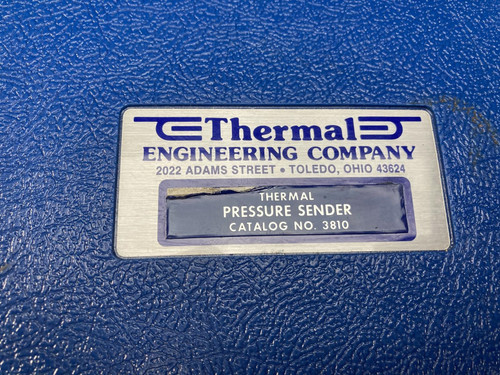 Thermal
ENGINEERING COMPANY
2022 ADAMS STREET • TOLEDO, OHIO 43624
THERMAL
PRESSURE SENDER
CATALOG NO. 3810